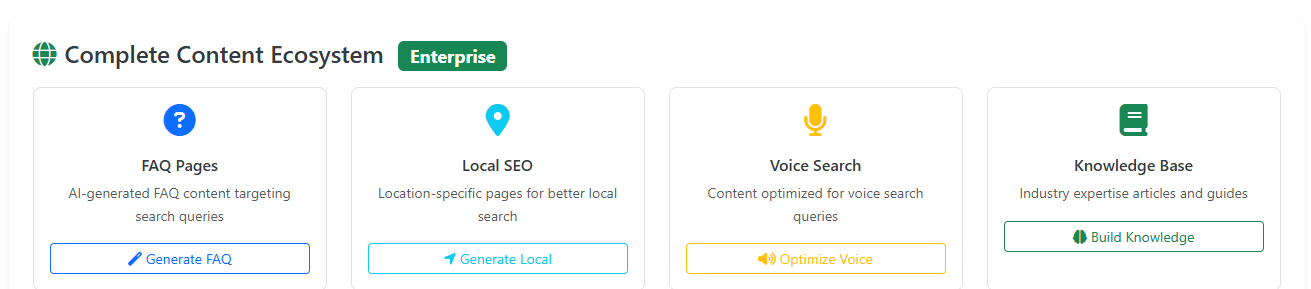 Complete Content Ecosystem Enterprise
FAQ Pages
AI-generated FAQ content targeting
search queries
Generate FAQ
Local SEO
Location-specific pages for better local
search
Generate Local
Voice Search
Content optimized for voice search
queries
Optimize Voice
Knowledge Base
Industry expertise articles and guides
Build Knowledge